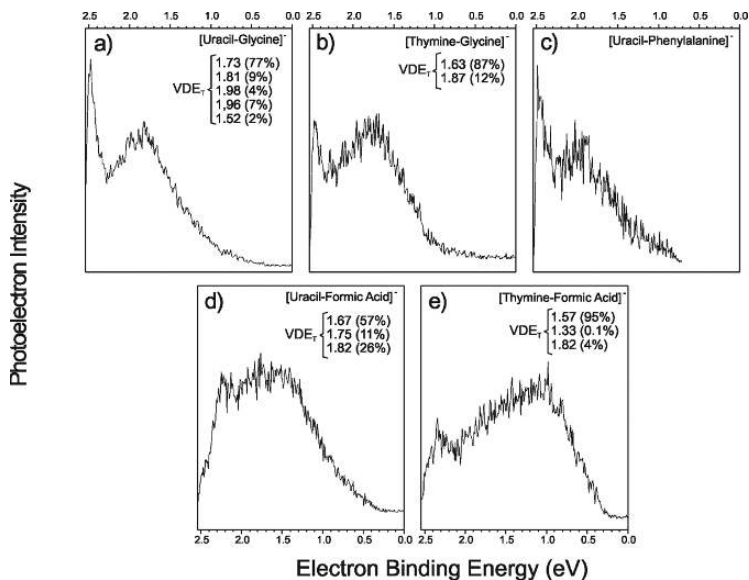 2.5 2.0 1.5 1.0 0.5 0.0 2.5 2.0 1.5 1.0 0.5 0.0 2.5 2.0 1.5 1.0 0.5 0.0
a) [Uracil-Glycine]-
VDET
1.73 (77%)
1.81 (9%)
1.98 (4%)
1,96 (7%)
1.52 (2%)
b) [Thymine-Glycine]-
VDET
1.63 (87%)
1.87 (12%)
c) [Uracil-Phenylalanine]-
Photoelectron Intensity
d) [Uracil-Formic Acid]-
VDET
1.67 (57%)
1.75 (11%)
1.82 (26%)
e) [Thymine-Formic Acid]-
VDET
1.57 (95%)
1.33 (0.1%)
1.82 (4%)
2.5 2.0 1.5 1.0 0.5 0.0 2.5 2.0 1.5 1.0 0.5 0.0
Electron Binding Energy (eV)